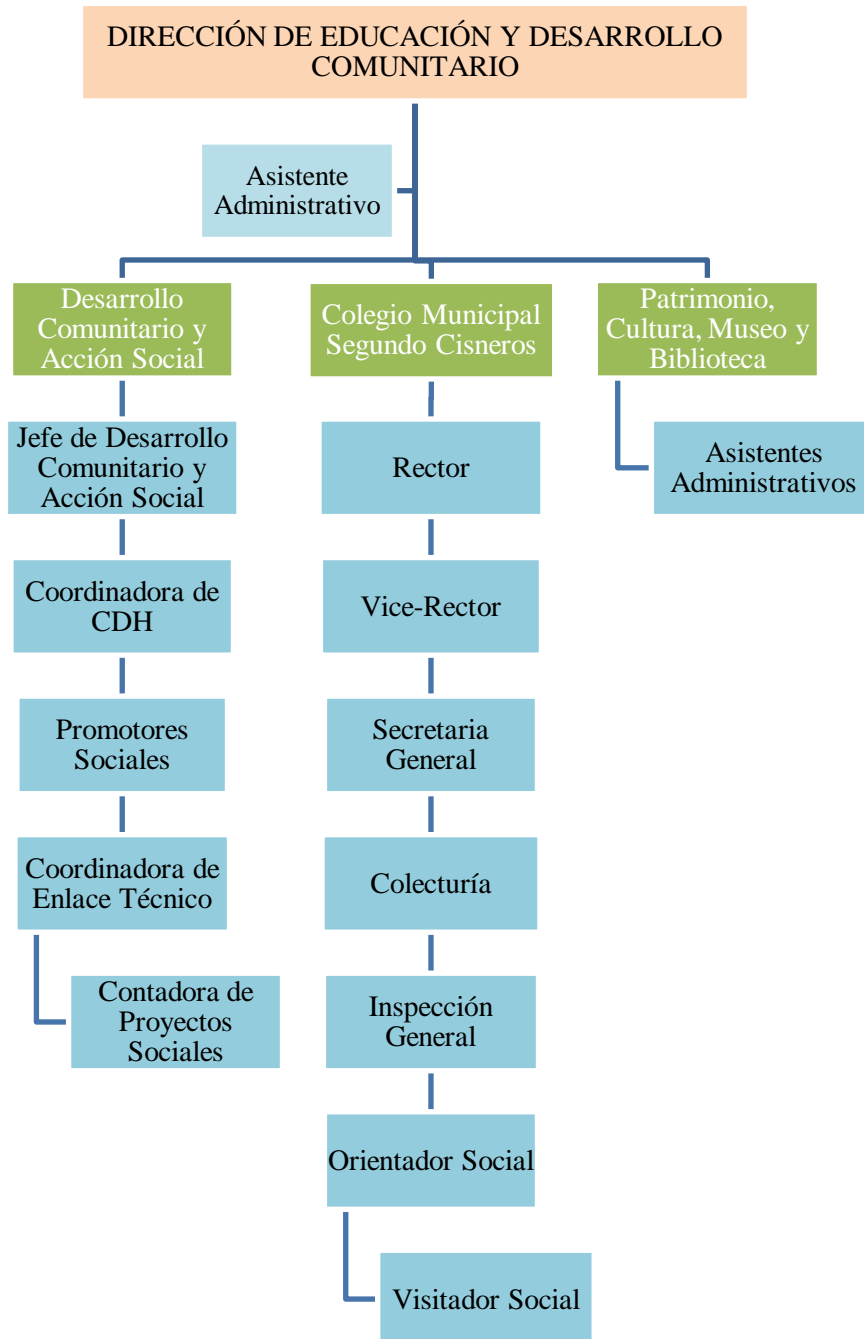 DIRECCIÓN DE EDUCACIÓN Y DESARROLLO
COMUNITARIO
Asistente
Administrativo
Desarrollo
Comunitario y
Acción Social
Jefe de Desarrollo
Comunitario y
Acción Social
Coordinadora de
CDH
Promotores
Sociales
Coordinadora de
Enlace Técnico
Contadora de
Proyectos
Sociales
Colegio Municipal
Segundo Cisneros
Rector
Vice-Rector
Secretaria
General
Colecturía
Inspección
General
Orientador Social
Visitador Social
Patrimonio,
Cultura, Museo y
Biblioteca
Asistentes
Administrativos